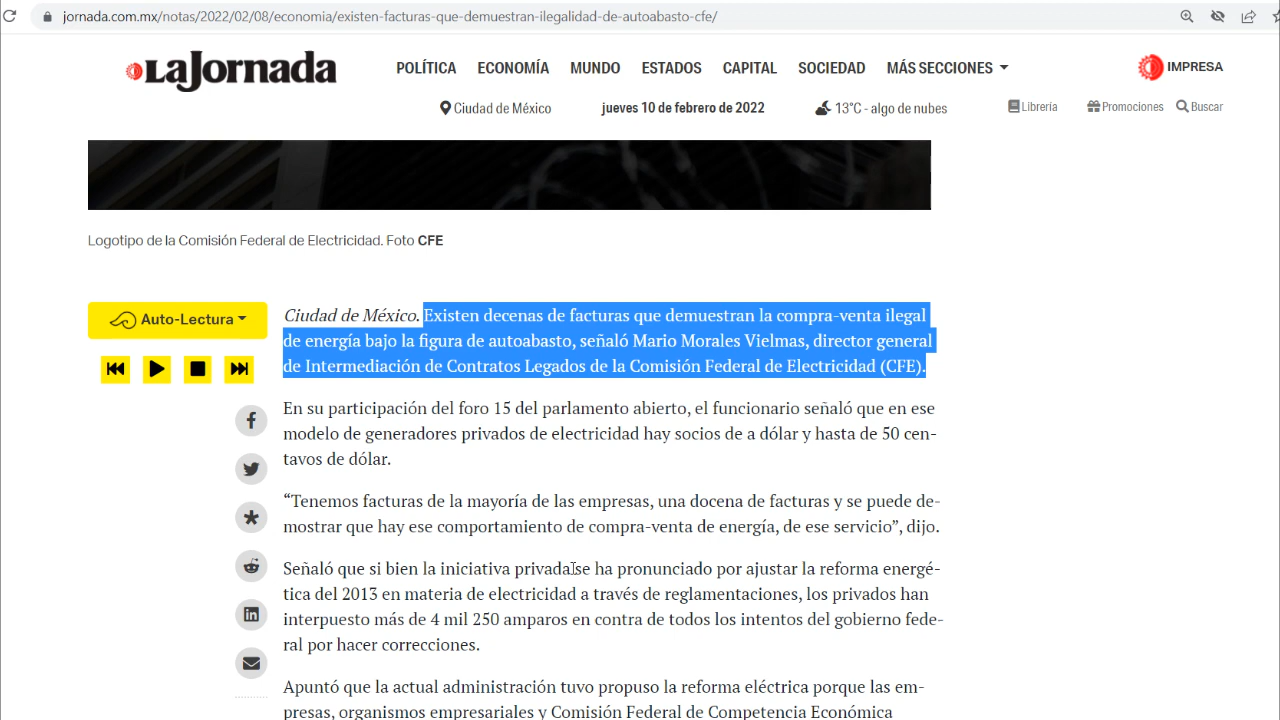 jornada.com.mx/notas/2022/02/08/economia/existen-facturas-que-demuestran-ilegalidad-de-autoabasto-cfe/
La Jornada
POLÍTICA ECONOMÍA MUNDO ESTADOS CAPITAL SOCIEDAD MÁS SECCIONES
IMPRESA
Ciudad de México jueves 10 de febrero de 2022 13°C - algo de nubes Librería Promociones Buscar
Logotipo de la Comisión Federal de Electricidad. Foto CFE
Auto-Lectura
Ciudad de México. Existen decenas de facturas que demuestran la compra-venta ilegal
de energía bajo la figura de autoabasto, señaló Mario Morales Vielmas, director general
de Intermediación de Contratos Legados de la Comisión Federal de Electricidad (CFE).
En su participación del foro 15 del parlamento abierto, el funcionario señaló que en ese
modelo de generadores privados de electricidad hay socios de a dólar y hasta de 50 cen-
tavos de dólar.
“Tenemos facturas de la mayoría de las empresas, una docena de facturas y se puede de-
mostrar que hay ese comportamiento de compra-venta de energía, de ese servicio”, dijo.
Señaló que si bien la iniciativa privada se ha pronunciado por ajustar la reforma energé-
tica del 2013 en materia de electricidad a través de reglamentaciones, los privados han
interpuesto más de 4 mil 250 amparos en contra de todos los intentos del gobierno fede-
ral por hacer correcciones.
Apuntó que la actual administración tuvo propuso la reforma eléctrica porque las em-
presas, organismos empresariales y Comisión Federal de Competencia Económica